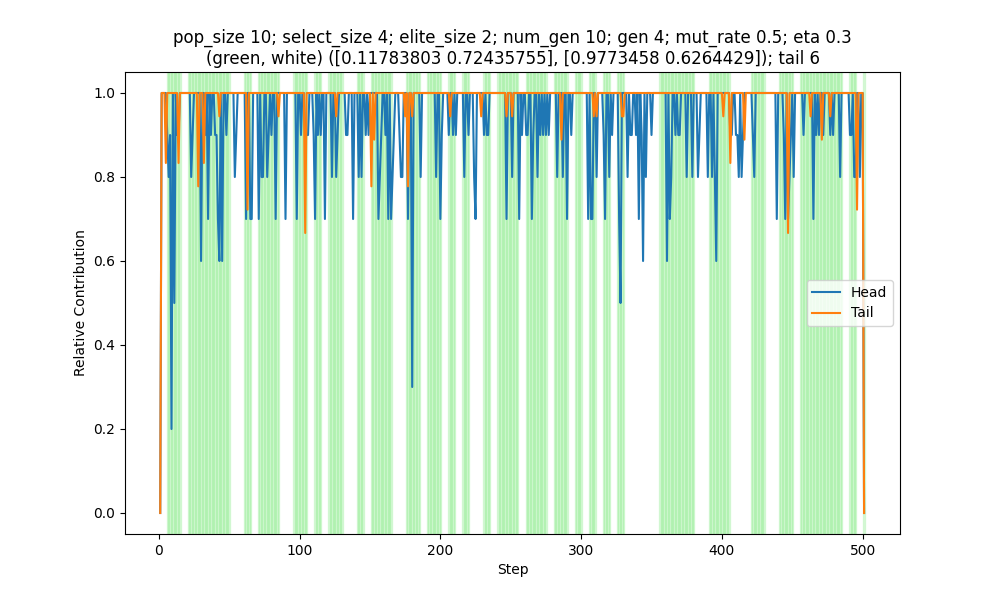 pop_size 10; select_size 4; elite_size 2; num_gen 10; gen 4; mut_rate 0.5; eta 0.3
(green, white) ([0.11783803 0.72435755], [0.9773458 0.6264429]); tail 6
1.0
0.8
0.6
0.4
0.2
0.0
Relative Contribution
Head
Tail
0
100
200
300
400
500
Step